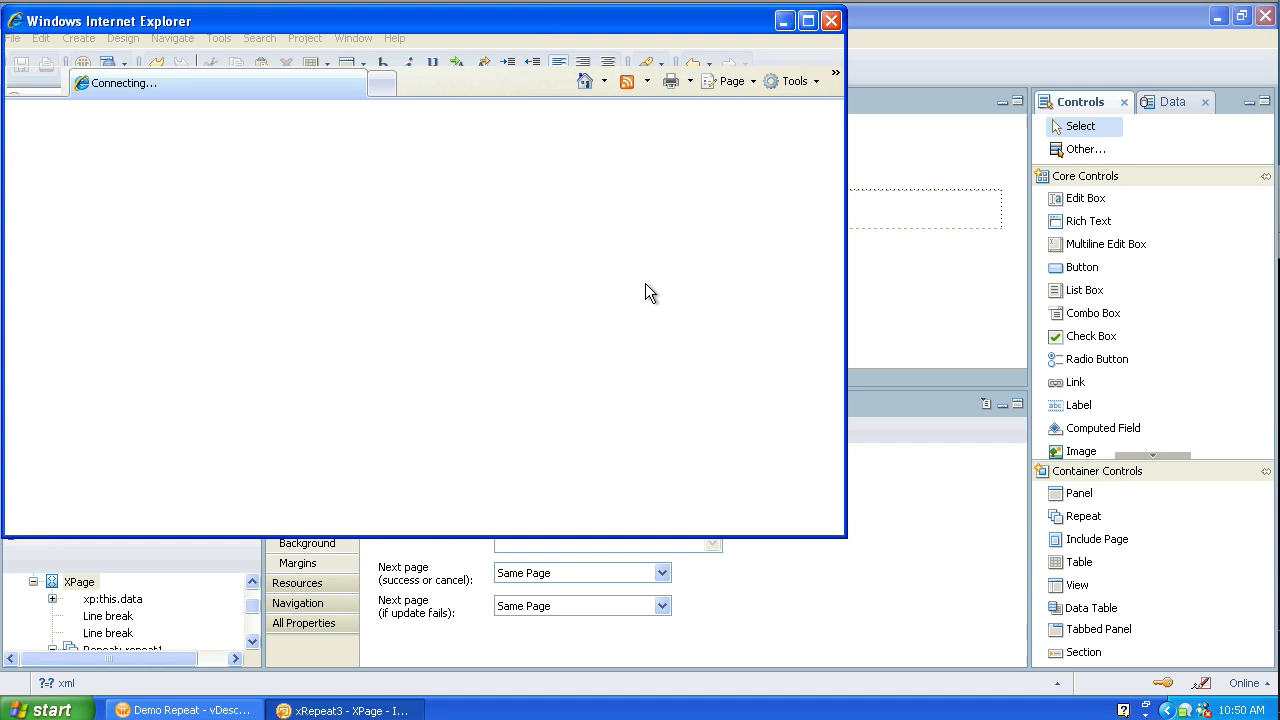 Windows Internet Explorer
File Edit Create Design Navigate Tools Search Project Window Help
Connecting...
Page Tools
Controls Data
Select
Other...
Core Controls
Edit Box
Rich Text
Multiline Edit Box
Button
List Box
Combo Box
Check Box
Radio Button
Link
Label
Computed Field
Image
Container Controls
Panel
Repeat
Include Page
Table
View
Data Table
Tabbed Panel
Section
XPage
xp:this.data
Line break
Line break
Repeat: repeat1
Background
Margins
Resources
Navigation
All Properties
Next page
(success or cancel):
Same Page
Next page
(if update fails):
Same Page
?-? xml
Online
start
Demo Repeat - vDesc...
xRepeat3 - XPage - I...
10:50 AM